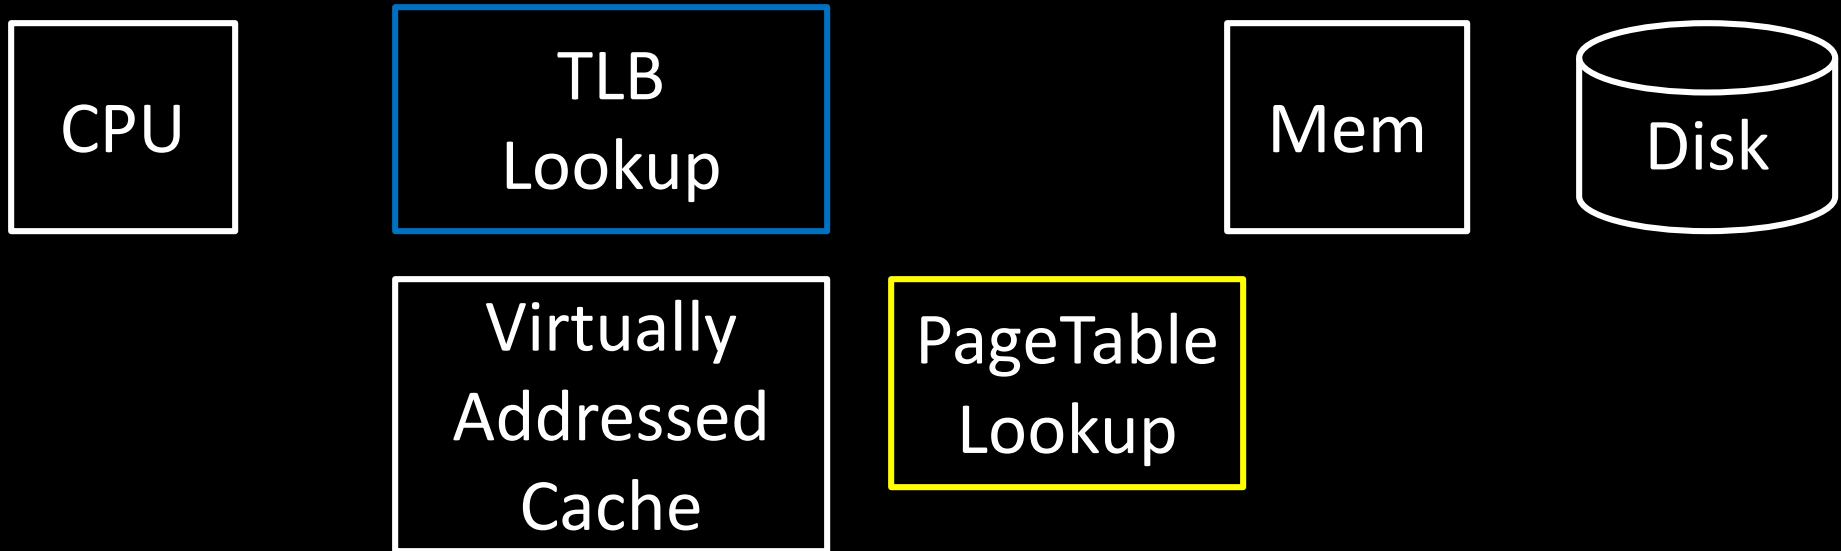 CPU
TLB
Lookup
Mem
Disk
Virtually
Addressed
Cache
PageTable
Lookup